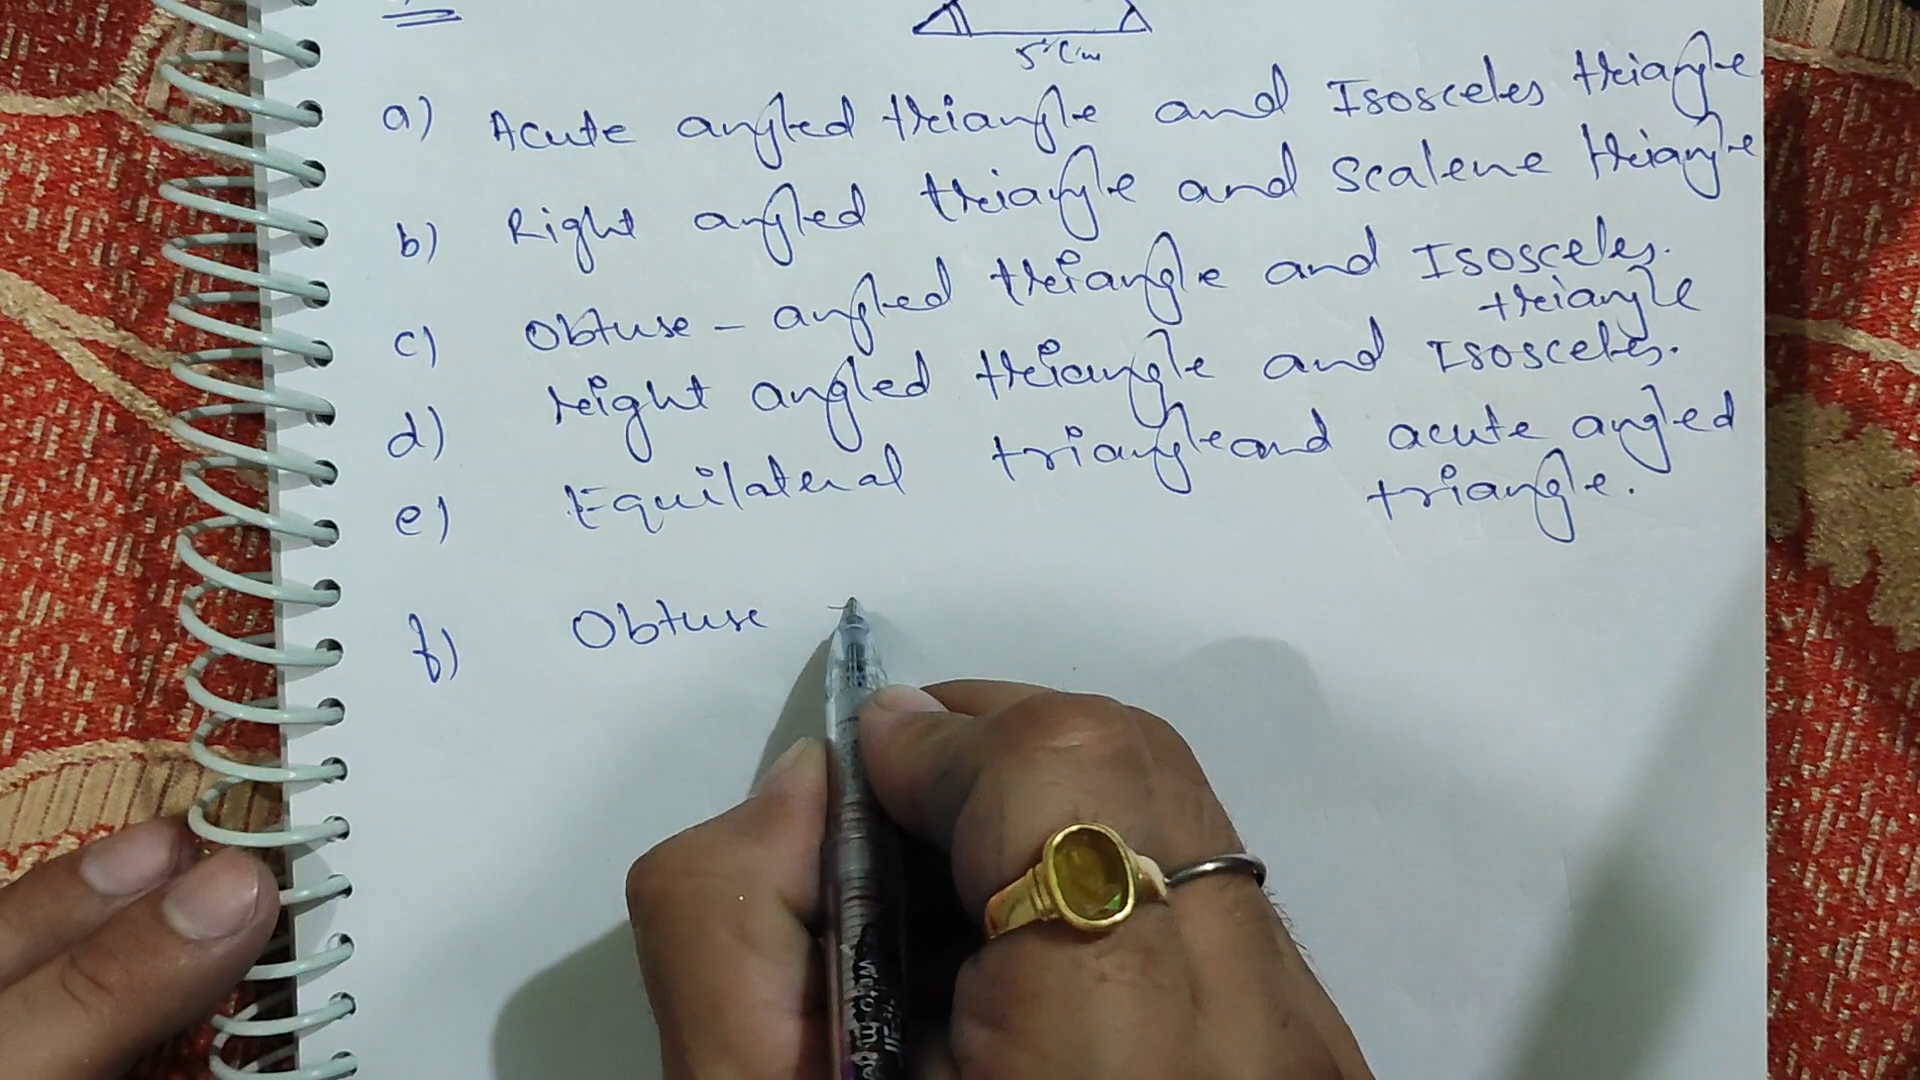 5 cm
a) Acute angled triangle and Isosceles triangle.
b) Right angled triangle and scalene triangle
c) Obtuse - angled triangle and Isosceles.
triangle
d) right angled triangle and Isosceles.
e) Equilateral triangle and acute angled
triangle.
f) Obtuse -